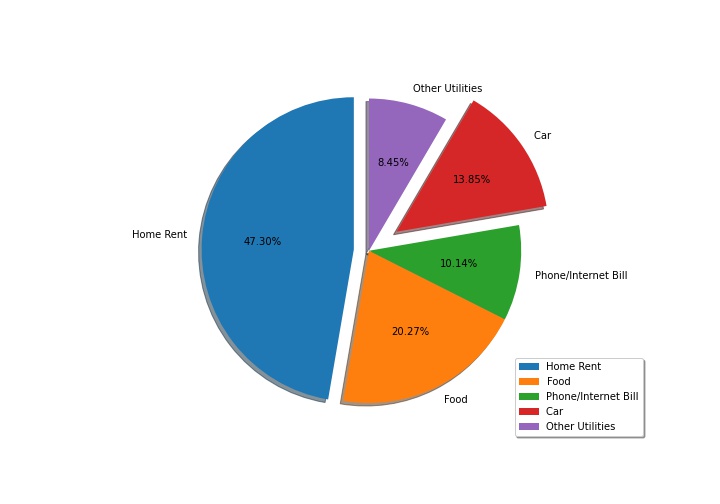 Other Utilities
Car
8.45%
13.85%
Home Rent
47.30%
10.14%
Phone/Internet Bill
20.27%
Food
Home Rent
Food
Phone/Internet Bill
Car
Other Utilities